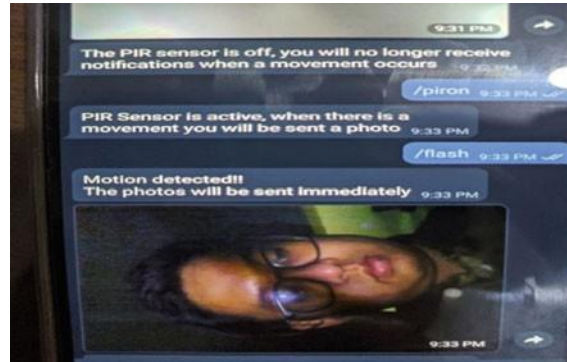 9:31 PM
The PIR sensor is off, you will no longer receive
notifications when a movement occurs
/piron 9:33 PM
PIR Sensor is active, when there is a
movement you will be sent a photo 9:33 PM
/flash 9:33 PM
Motion detected!!
The photos will be sent immediately 9:33 PM
9:33 PM